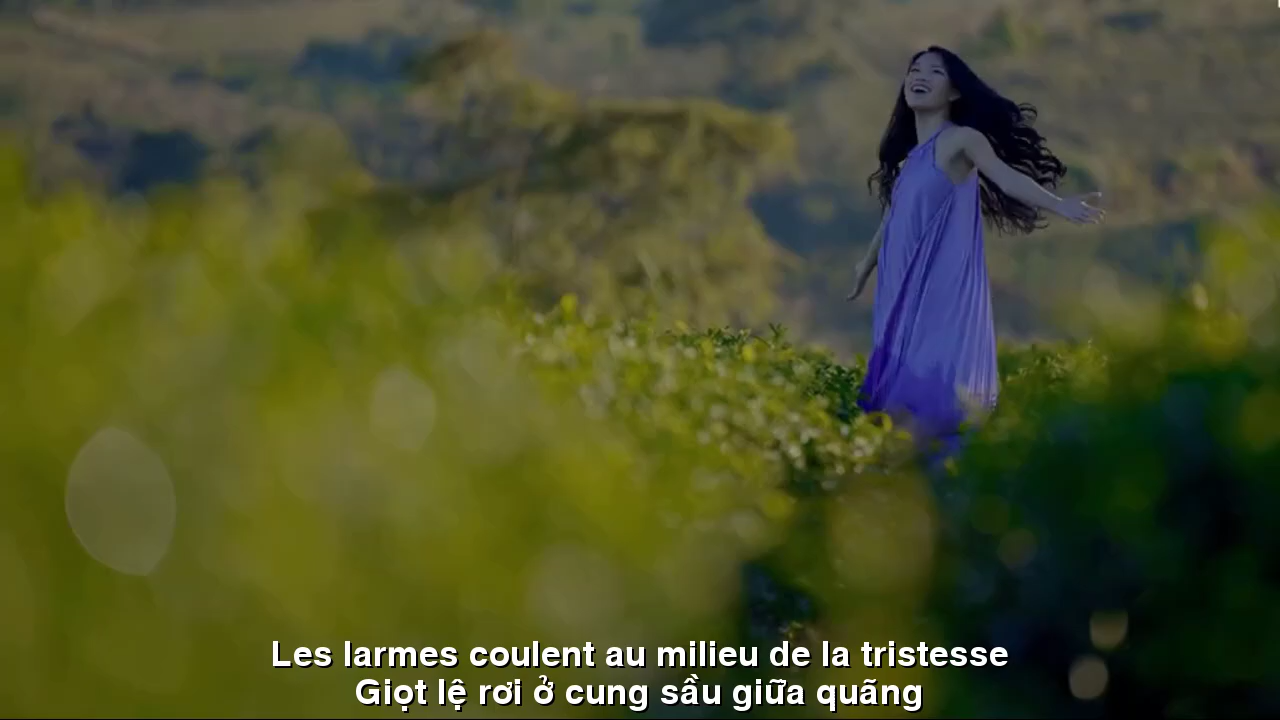 Les larmes coulent au milieu de la tristesse
Giọt lệ rơi ở cung sầu giữa quãng